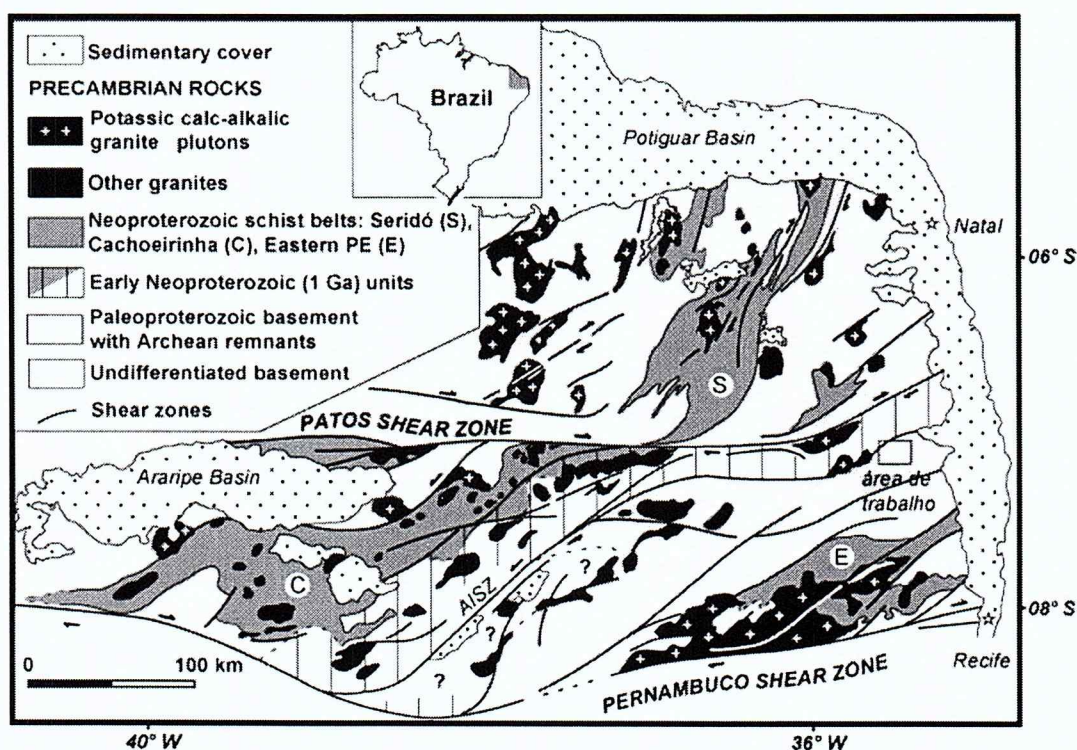 Sedimentary cover
PRECAMBRIAN ROCKS
Potassic calc-alkalic
granite plutons
Other granites
Neoproterozoic schist belts: Seridó (S),
Cachoeirinha (C), Eastern PE (E)
Early Neoproterozoic (1 Ga) units
Paleoproterozoic basement
with Archean remnants
Undifferentiated basement
Shear zones
Brazil
Potiguar Basin
Natal
06° S
S
PATOS SHEAR ZONE
Araripe Basin
área de
trabalho
E
C
AISZ
?
?
?
08° S
0
100 km
Recife
PERNAMBUCO SHEAR ZONE
40° W
36° W